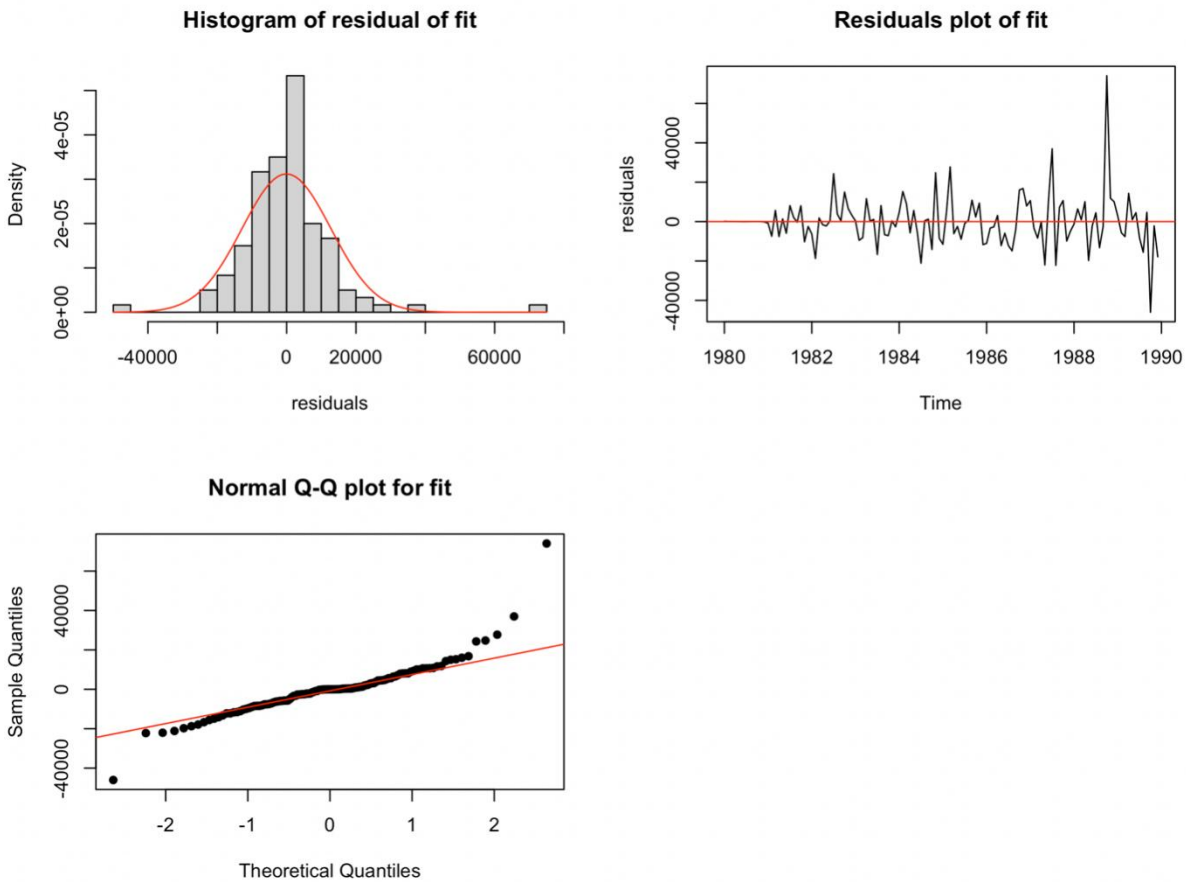 Histogram of residual of fit
Density
0e+00
2e-05
4e-05
-40000
0
20000
60000
residuals
Residuals plot of fit
residuals
-40000
0
40000
1980
1982
1984
1986
1988
1990
Time
Normal Q-Q plot for fit
Sample Quantiles
-40000
0
40000
-2
-1
0
1
2
Theoretical Quantiles